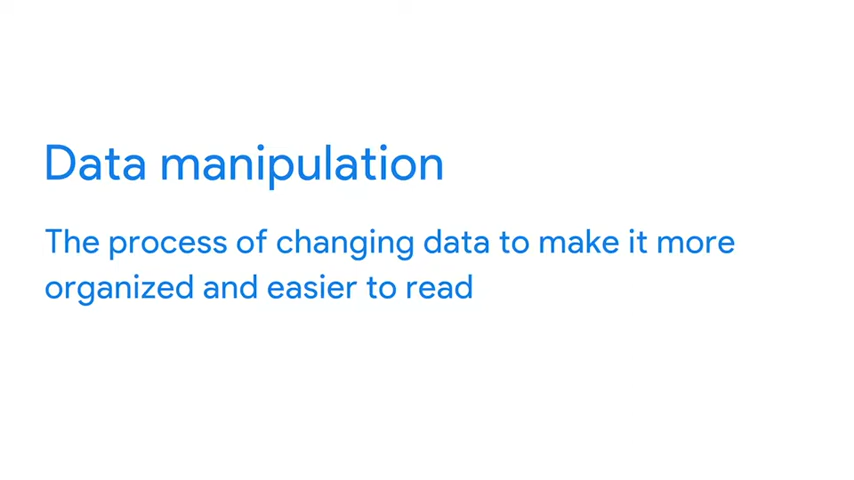 Data manipulation
The process of changing data to make it more
organized and easier to read